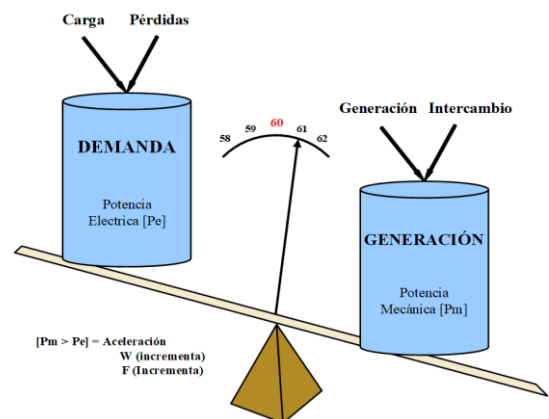 Carga Pérdidas
DEMANDA
Potencia
Electrica [Pe]
58 59 60 61 62
Generación Intercambio
GENERACIÓN
Potencia
Mecánica [Pm]
[Pm > Pe] = Aceleración
W (incrementa)
F (Incrementa)